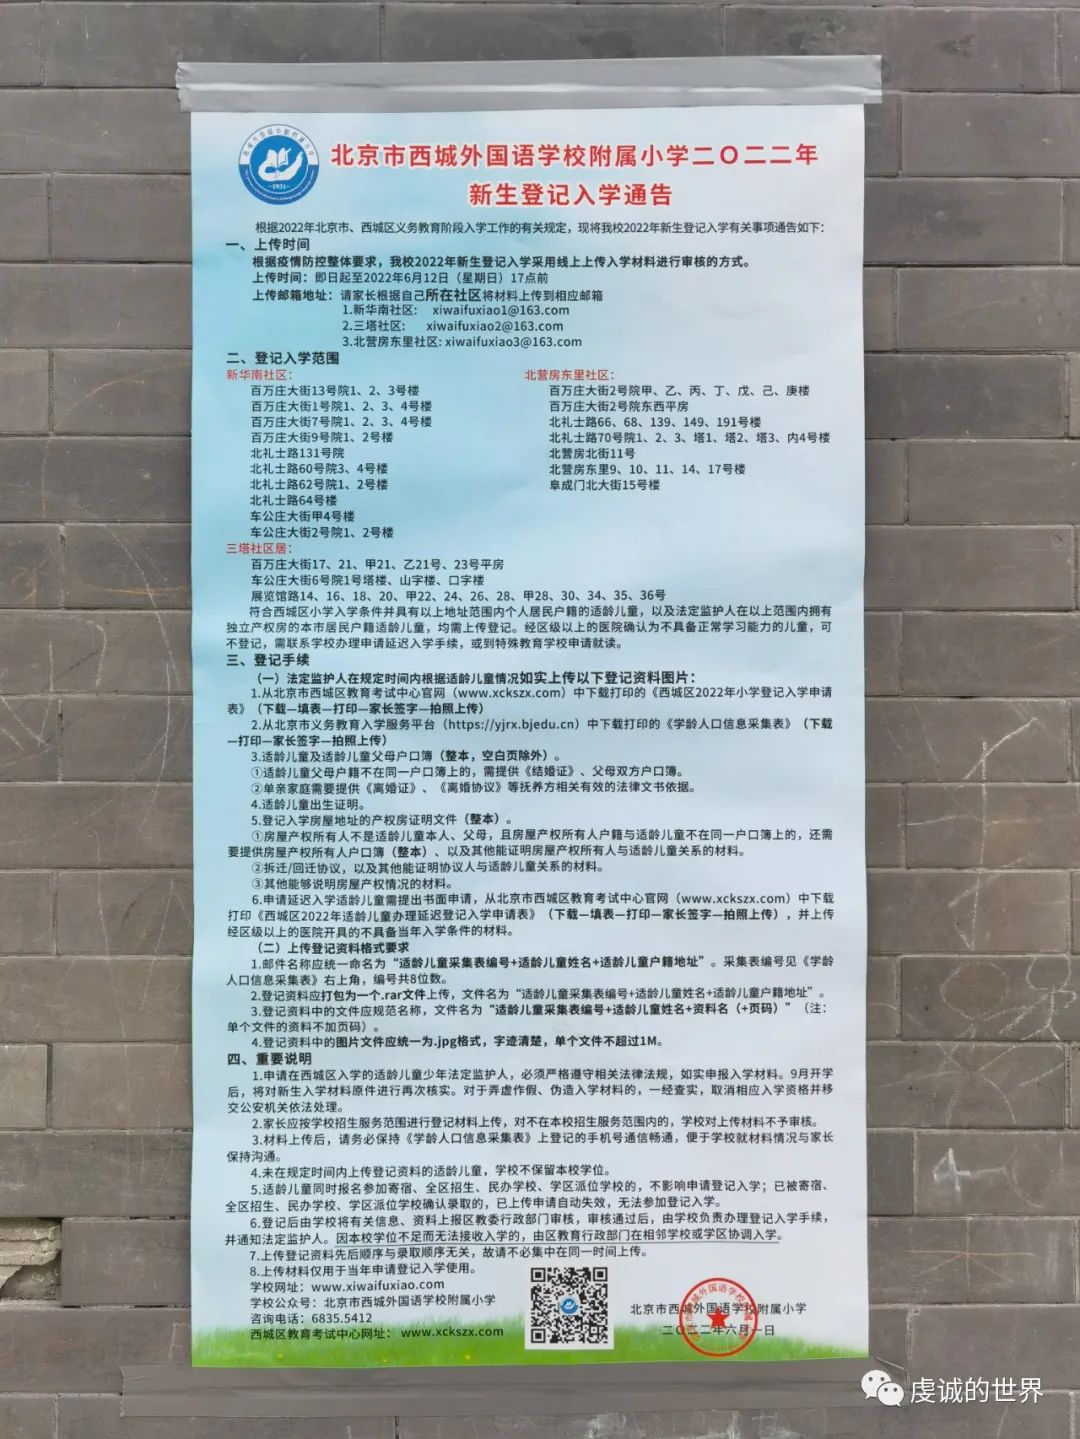 北京市西城外国语学校附属小学二〇二二年
新生登记入学通告
根据2022年北京市、西城区义务教育阶段入学工作的有关规定，现将我校2022年新生登记入学有关事项通告如下：
一、上传时间
根据疫情防控整体要求，我校2022年新生登记入学采用线上上传入学材料进行审核的方式。
上传时间：即日起至2022年6月12日（星期日）17点前
上传邮箱地址：请家长根据自己所在社区将材料上传到相应邮箱
1.新华南社区： xiwaifuxiao1@163.com
2.三塔社区： xiwaifuxiao2@163.com
3.北营房东里社区: xiwaifuxiao3@163.com
二、登记入学范围
新华南社区：
百万庄大街13号院1、2、3号楼
百万庄大街1号院1、2、3、4号楼
百万庄大街7号院1、2、3、4号楼
百万庄大街9号院1、2号楼
北礼士路131号院
北礼士路60号院3、4号楼
北礼士路62号院1、2号楼
北礼士路64号楼
车公庄大街甲4号楼
车公庄大街2号院1、2号楼
北营房东里社区：
百万庄大街2号院甲、乙、丙、丁、戊、己、庚楼
百万庄大街2号院东西平房
北礼士路66、68、139、149、191号楼
北礼士路70号院1、2、3、塔1、塔2、塔3、内4号楼
北营房北街11号
北营房东里9、10、11、14、17号楼
阜成门北大街15号楼
三塔社区居：
百万庄大街17、21、甲21、乙21号、23号平房
车公庄大街6号院1号塔楼、山字楼、口字楼
展览馆路14、16、18、20、甲22、24、26、28、甲28、30、34、35、36号
符合西城区小学入学条件并具有以上地址范围内个人居民户籍的适龄儿童，以及法定监护人在以上范围内拥有
独立产权房的本市居民户籍适龄儿童，均需上传登记。经区级以上的医院确认为不具备正常学习能力的儿童，可
不登记，需联系学校办理申请延迟入学手续，或到特殊教育学校申请就读。
三、登记手续
（一）法定监护人在规定时间内根据适龄儿童情况如实上传以下登记资料图片：
1.从北京市西城区教育考试中心官网（www.xckszx.com）中下载打印的《西城区2022年小学登记入学申请
表》（下载—填表—打印—家长签字—拍照上传）
2.从北京市义务教育入学服务平台（https://yjrx.bjedu.cn）中下载打印的《学龄人口信息采集表》（下载
—打印—家长签字—拍照上传）
3.适龄儿童及适龄儿童父母户口簿（整本，空白页除外）。
①适龄儿童父母户籍不在同一户口簿上的，需提供《结婚证》、父母双方户口簿。
②单亲家庭需要提供《离婚证》、《离婚协议》等抚养方相关有效的法律文书依据。
4.适龄儿童出生证明。
5.登记入学房屋地址的产权房证明文件（整本）。
①房屋产权所有人不是适龄儿童本人、父母，且房屋产权所有人户籍与适龄儿童不在同一户口簿上的，还需
要提供房屋产权所有人户口簿（整本）、以及其他能证明房屋产权所有人与适龄儿童关系的材料。
②拆迁/回迁协议，以及其他能证明协议人与适龄儿童关系的材料。
③其他能够说明房屋产权情况的材料。
6.申请延迟入学适龄儿童需提出书面申请，从北京市西城区教育考试中心官网（www.xckszx.com）中下载
打印《西城区2022年适龄儿童办理延迟登记入学申请表》（下载—填表—打印—家长签字—拍照上传），并上传
经区级以上的医院开具的不具备当年入学条件的材料。
（二）上传登记资料格式要求
1.邮件名称应统一命名为“适龄儿童采集表编号+适龄儿童姓名+适龄儿童户籍地址”。采集表编号见《学龄
人口信息采集表》右上角，编号共8位数。
2.登记资料应打包为一个.rar文件上传，文件名为“适龄儿童采集表编号+适龄儿童姓名+适龄儿童户籍地址”。
3.登记资料中的文件应规范名称，文件名为“适龄儿童采集表编号+适龄儿童姓名+资料名（+页码）”（注：
单个文件的资料不加页码）。
4.登记资料中的图片文件应统一为.jpg格式，字迹清楚，单个文件不超过1M。
四、重要说明
1.申请在西城区入学的适龄儿童少年法定监护人，必须严格遵守相关法律法规，如实申报入学材料。9月开学
后，将对新生入学材料原件进行再次核实。对于弄虚作假、伪造入学材料的，一经查实，取消相应入学资格并移
交公安机关依法处理。
2.家长应按学校招生服务范围进行登记材料上传，对不在本校招生服务范围内的，学校对上传材料不予审核。
3.材料上传后，请务必保持《学龄人口信息采集表》上登记的手机号通信畅通，便于学校就材料情况与家长
保持沟通。
4.未在规定时间内上传登记资料的适龄儿童，学校不保留本校学位。
5.适龄儿童同时报名参加寄宿、全区招生、民办学校、学区派位学校的，不影响申请登记入学；已被寄宿、
全区招生、民办学校、学区派位学校确认录取的，已上传申请自动失效，无法参加登记入学。
6.登记后由学校将有关信息、资料上报区教委行政部门审核，审核通过后，由学校负责办理登记入学手续，
并通知法定监护人。因本校学位不足而无法接收入学的，由区教育行政部门在相邻学校或学区协调入学。
7.上传登记资料先后顺序与录取顺序无关，故请不必集中在同一时间上传。
8.上传材料仅用于当年申请登记入学使用。
学校网址：www.xiwaifuxiao.com
学校公众号：北京市西城外国语学校附属小学
咨询电话：6835.5412
西城区教育考试中心网址： www.xckszx.com
北京市西城外国语学校附属小学
二〇二二年六月一日
虔诚的世界